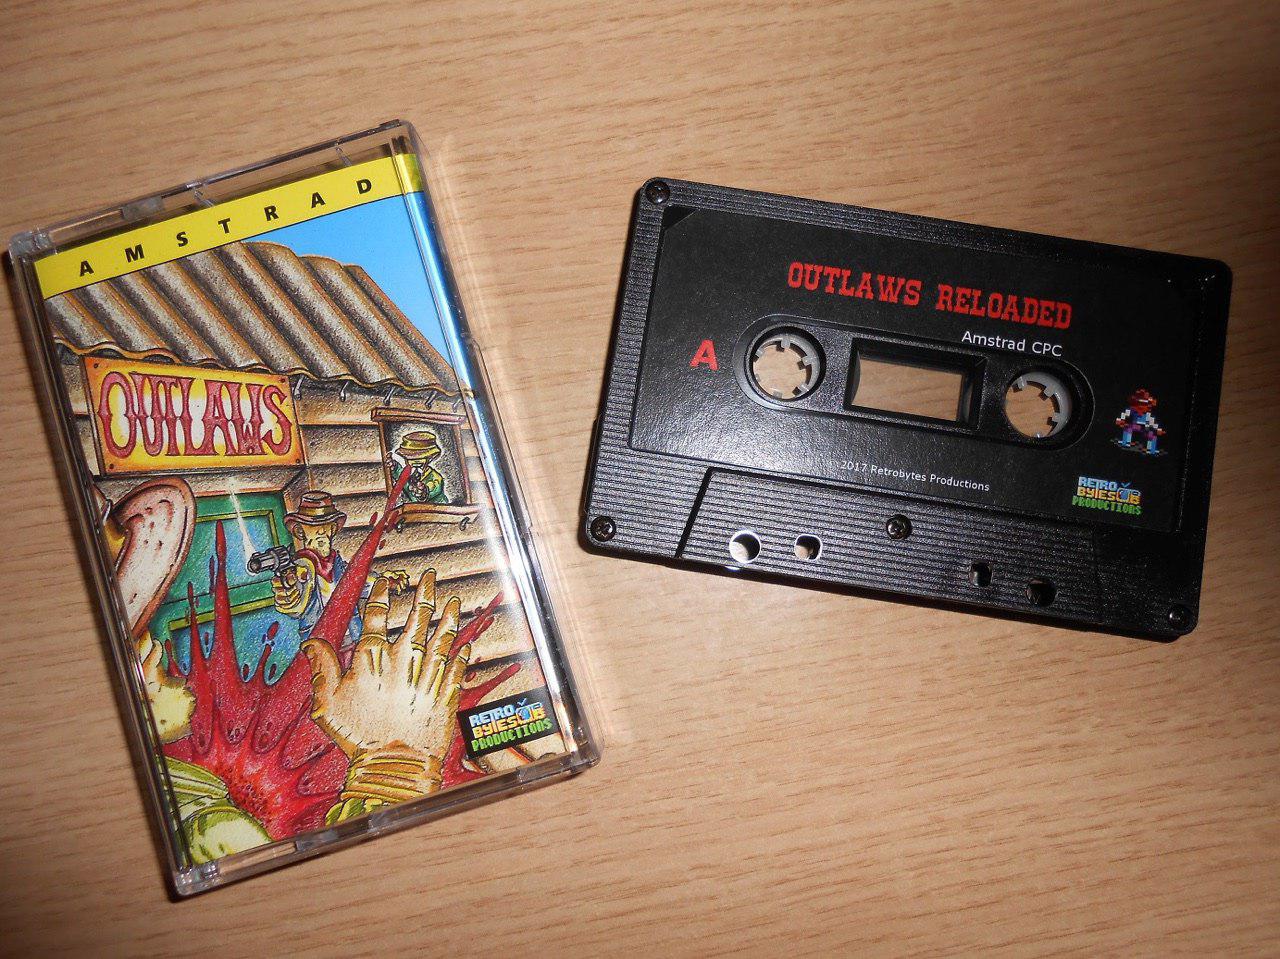 AMSTRAD
OUTLAWS
RETRO
BYTES
PRODUCTIONS
OUTLAWS RELOADED
Amstrad CPC
A
2017 Retrobytes Productions
RETRO
BYTES
PRODUCTIONS